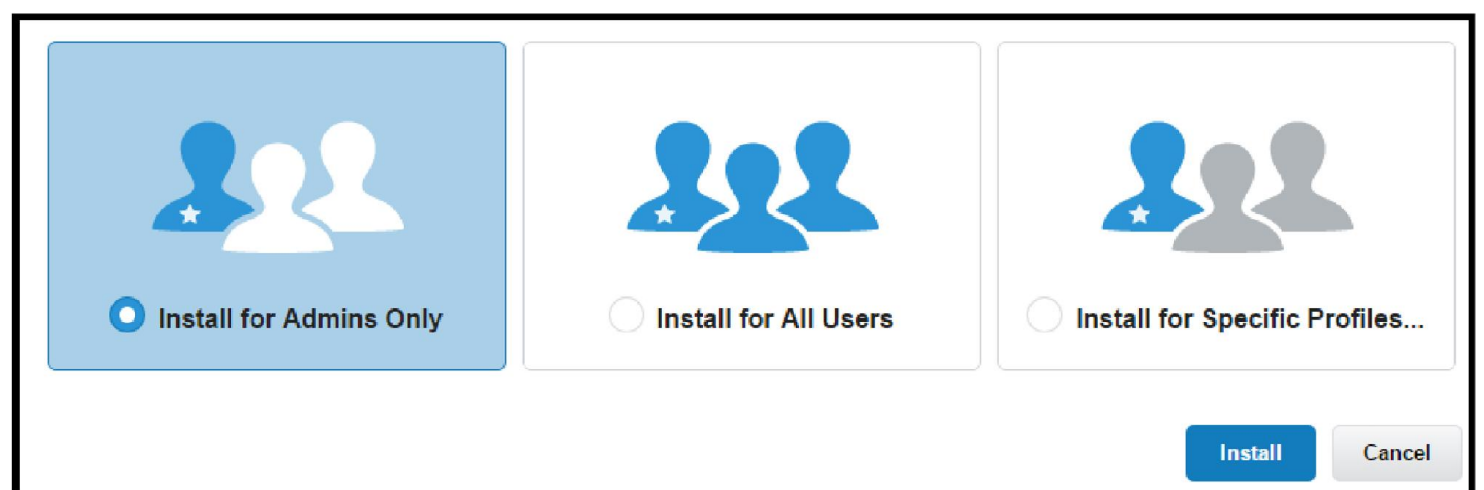 Install for Admins Only
Install for All Users
Install for Specific Profiles...
Install
Cancel